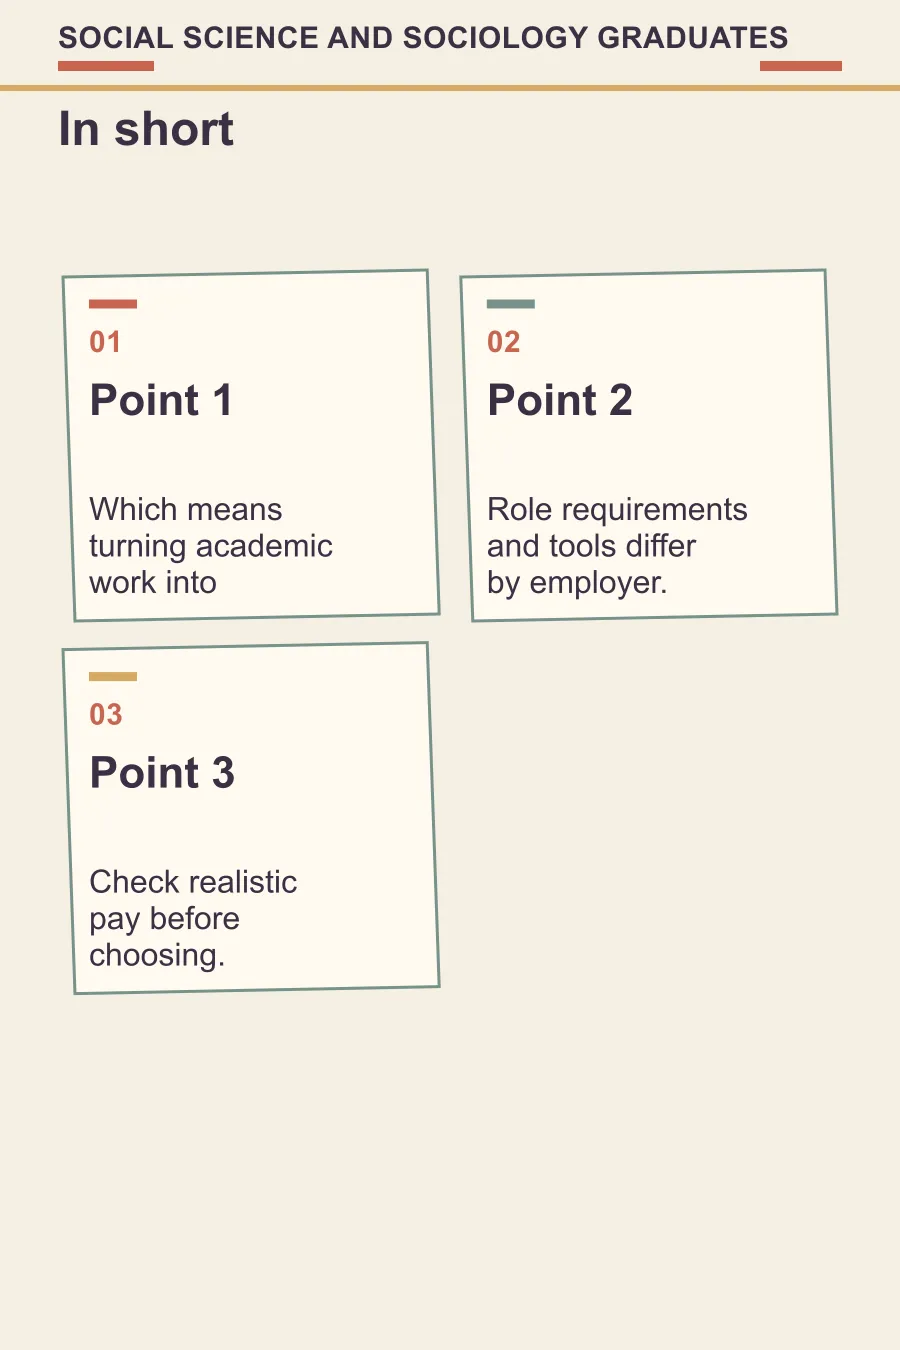 SOCIAL SCIENCE AND SOCIOLOGY GRADUATES
In short
01
Point 1
Which means
turning academic
work into
02
Point 2
Role requirements
and tools differ
by employer.
03
Point 3
Check realistic
pay before
choosing.